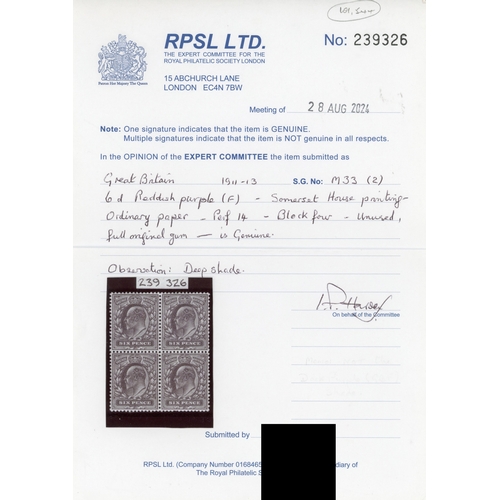 RPSL LTD.
THE EXPERT COMMITTEE FOR THE
ROYAL PHILATELIC SOCIETY LONDON
15 ABCHURCH LANE
LONDON EC4N 7BW
No: 239326
Meeting of 28 AUG 2024
Note: One signature indicates that the item is GENUINE.
Multiple signatures indicate that the item is NOT genuine in all respects.
In the OPINION of the EXPERT COMMITTEE the item submitted as
Great Britain 1911-13 S.G. No: M33 (2)
6d Reddish purple (F) - Somerset House printing -
Ordinary paper - Perf 14 - Block four - Unused,
full original gum - is Genuine.
Observation: Deep shade.
239 326
On behalf of the Committee
SIX PENCE SIX PENCE
SIX PENCE SIX PENCE
Submitted by
RPSL Ltd. (Company Number 0168465
diary of
The Royal Philatelic S